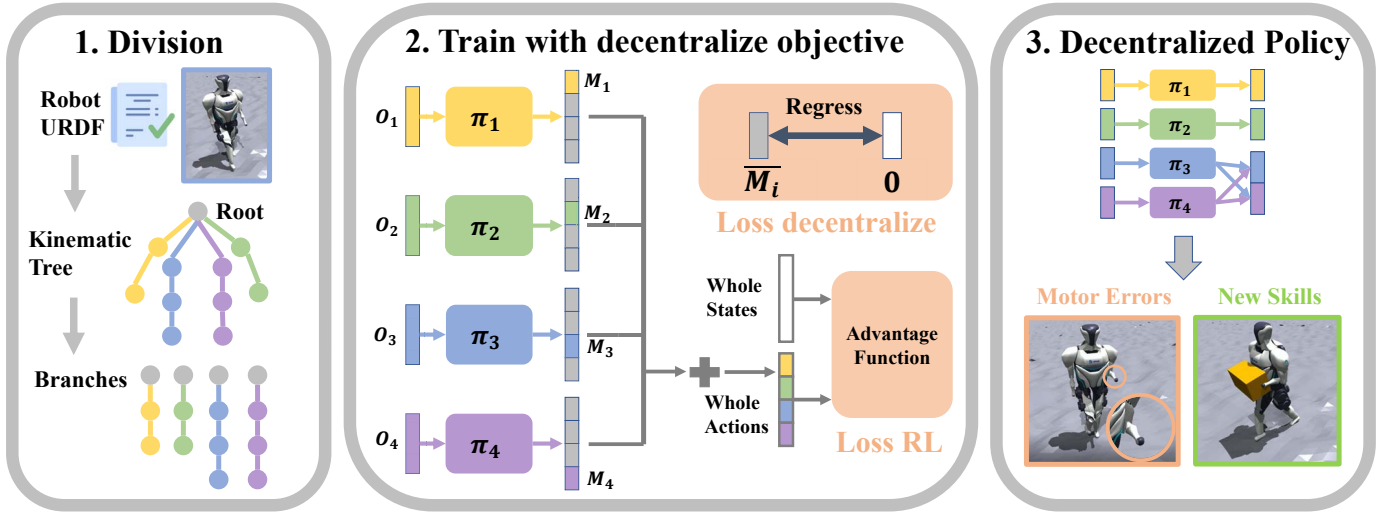 1. Division
Robot
URDF
Root
Kinematic
Tree
Branches
2. Train with decentralize objective
O1
π1
M1
O2
π2
M2
O3
π3
M3
O4
π4
M4
Regress
Mi
0
Loss decentralize
Whole
States
Whole
Actions
Advantage
Function
Loss RL
3. Decentralized Policy
π1
π2
π3
π4
Motor Errors
New Skills